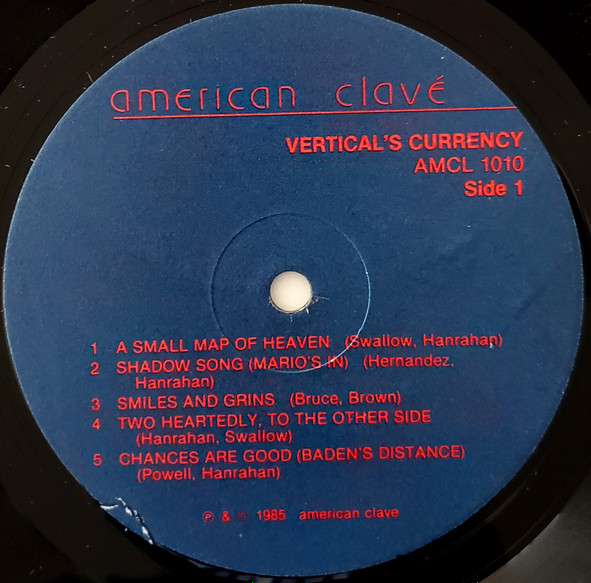 american clavé
VERTICAL'S CURRENCY
AMCL 1010
Side 1
1 A SMALL MAP OF HEAVEN (Swallow, Hanrahan)
2 SHADOW SONG (MARIO'S IN) (Hernandez,
Hanrahan)
3 SMILES AND GRINS (Bruce, Brown)
4 TWO HEARTEDLY, TO THE OTHER SIDE
(Hanrahan, Swallow)
5 CHANCES ARE GOOD (BADEN'S DISTANCE)
(Powell, Hanrahan)
℗ & © 1985 american clave